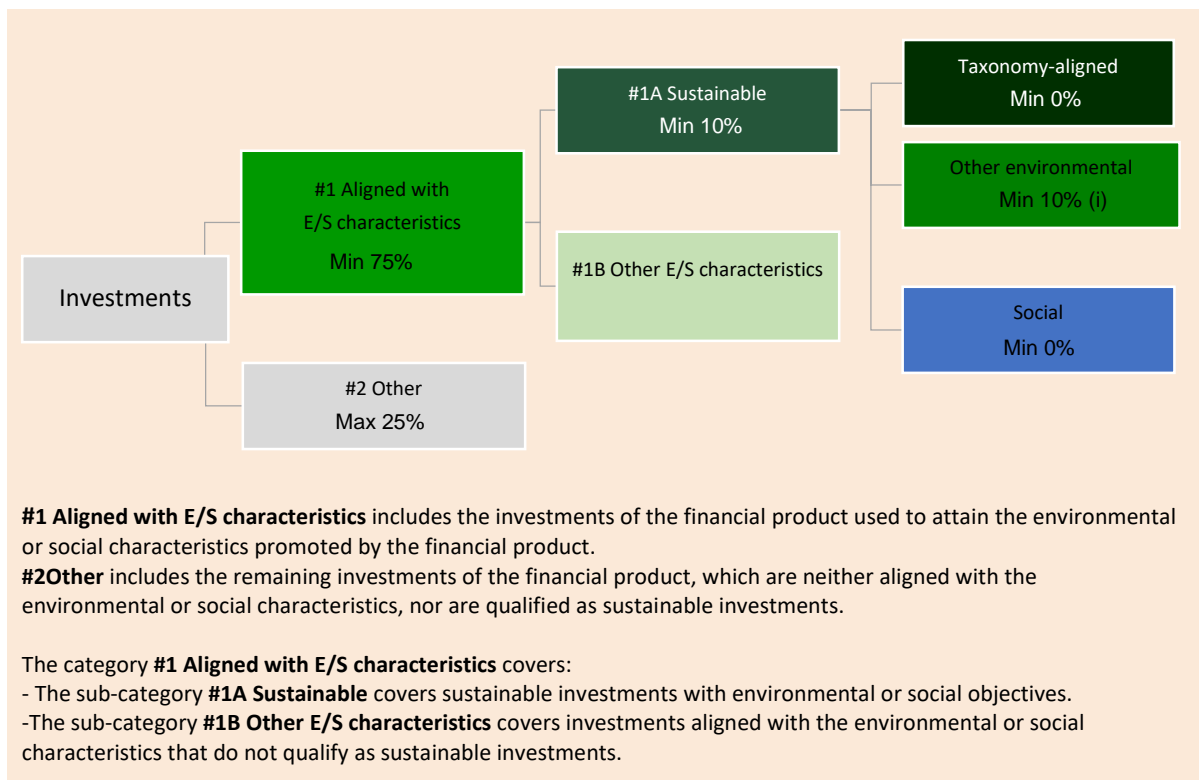 Taxonomy-aligned
Min 0%
#1A Sustainable
Min 10%
Other environmental
Min 10% (i)
#1 Aligned with
E/S characteristics
Min 75%
#1B Other E/S characteristics
Investments
Social
Min 0%
#2 Other
Max 25%
#1 Aligned with E/S characteristics includes the investments of the financial product used to attain the environmental
or social characteristics promoted by the financial product.
#2Other includes the remaining investments of the financial product, which are neither aligned with the
environmental or social characteristics, nor are qualified as sustainable investments.
The category #1 Aligned with E/S characteristics covers:
- The sub-category #1A Sustainable covers sustainable investments with environmental or social objectives.
-The sub-category #1B Other E/S characteristics covers investments aligned with the environmental or social
characteristics that do not qualify as sustainable investments.